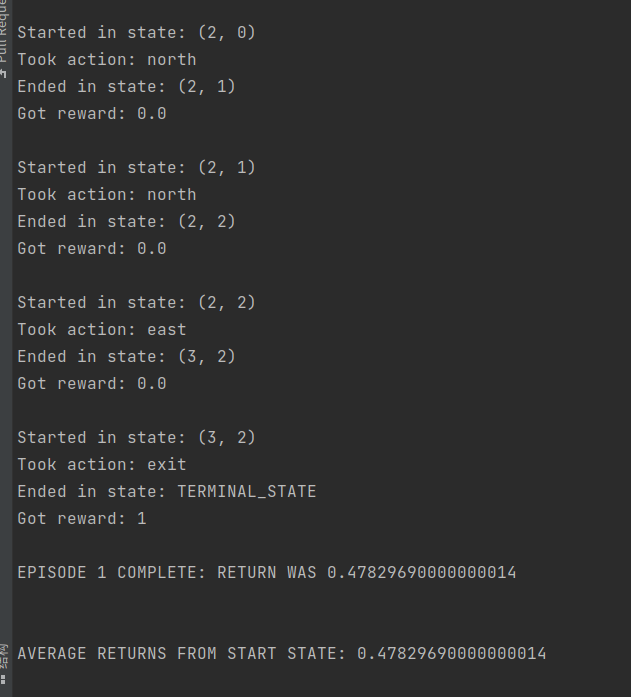 Pull Reque
Started in state: (2, 0)
Took action: north
Ended in state: (2, 1)
Got reward: 0.0
Started in state: (2, 1)
Took action: north
Ended in state: (2, 2)
Got reward: 0.0
Started in state: (2, 2)
Took action: east
Ended in state: (3, 2)
Got reward: 0.0
Started in state: (3, 2)
Took action: exit
Ended in state: TERMINAL_STATE
Got reward: 1
EPISODE 1 COMPLETE: RETURN WAS 0.47829690000000014
AVERAGE RETURNS FROM START STATE: 0.47829690000000014
结构